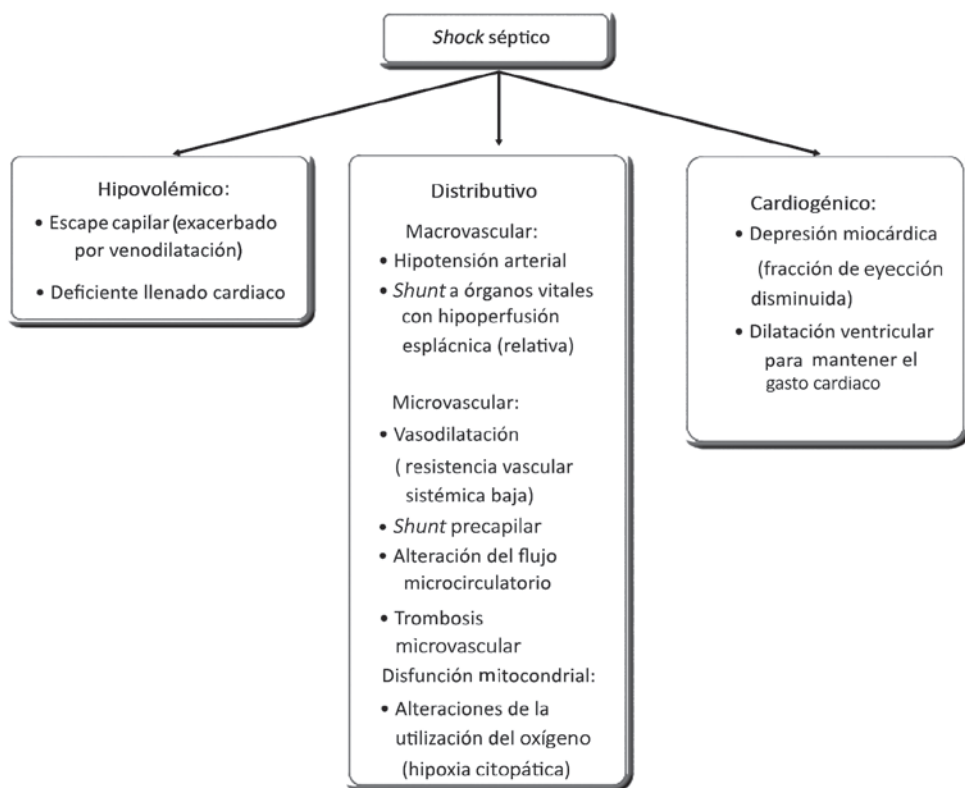 Shock séptico
Hipovolémico:
• Escape capilar (exacerbado
por venodilatación)
• Deficiente llenado cardiaco
Distributivo
Macrovascular:
• Hipotensión arterial
• Shunt a órganos vitales
con hipoperfusión
esplácnica (relativa)
Microvascular:
• Vasodilatación
( resistencia vascular
sistémica baja)
• Shunt precapilar
• Alteración del flujo
microcirculatorio
• Trombosis
microvascular
Disfunción mitocondrial:
• Alteraciones de la
utilización del oxígeno
(hipoxia citopática)
Cardiogénico:
• Depresión miocárdica
(fracción de eyección
disminuida)
• Dilatación ventricular
para mantener el
gasto cardiaco